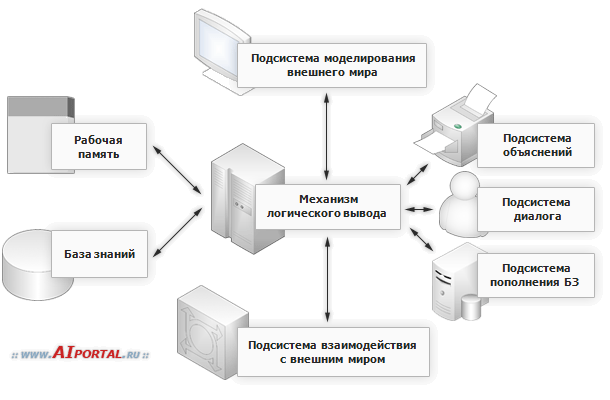 Подсистема моделирования
внешнего мира
Рабочая
память
Подсистема
объяснений
Механизм
логического вывода
Подсистема
диалога
База знаний
Подсистема
пополнения БЗ
Подсистема взаимодействия
с внешним миром
:: www.AIPORTAL.RU ::